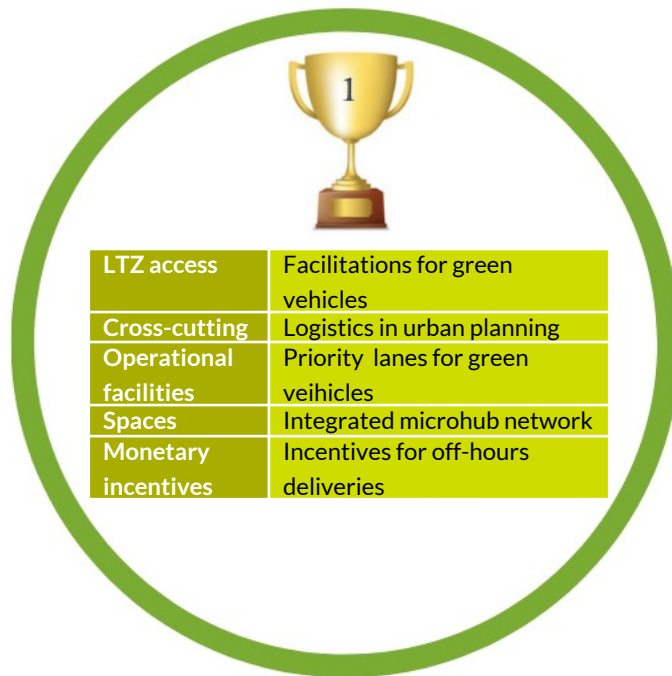 1
LTZ access Facilitations for green
vehicles
Cross-cutting Logistics in urban planning
Operational Priority lanes for green
facilities veihicles
Spaces Integrated microhub network
Monetary Incentives for off-hours
incentives deliveries